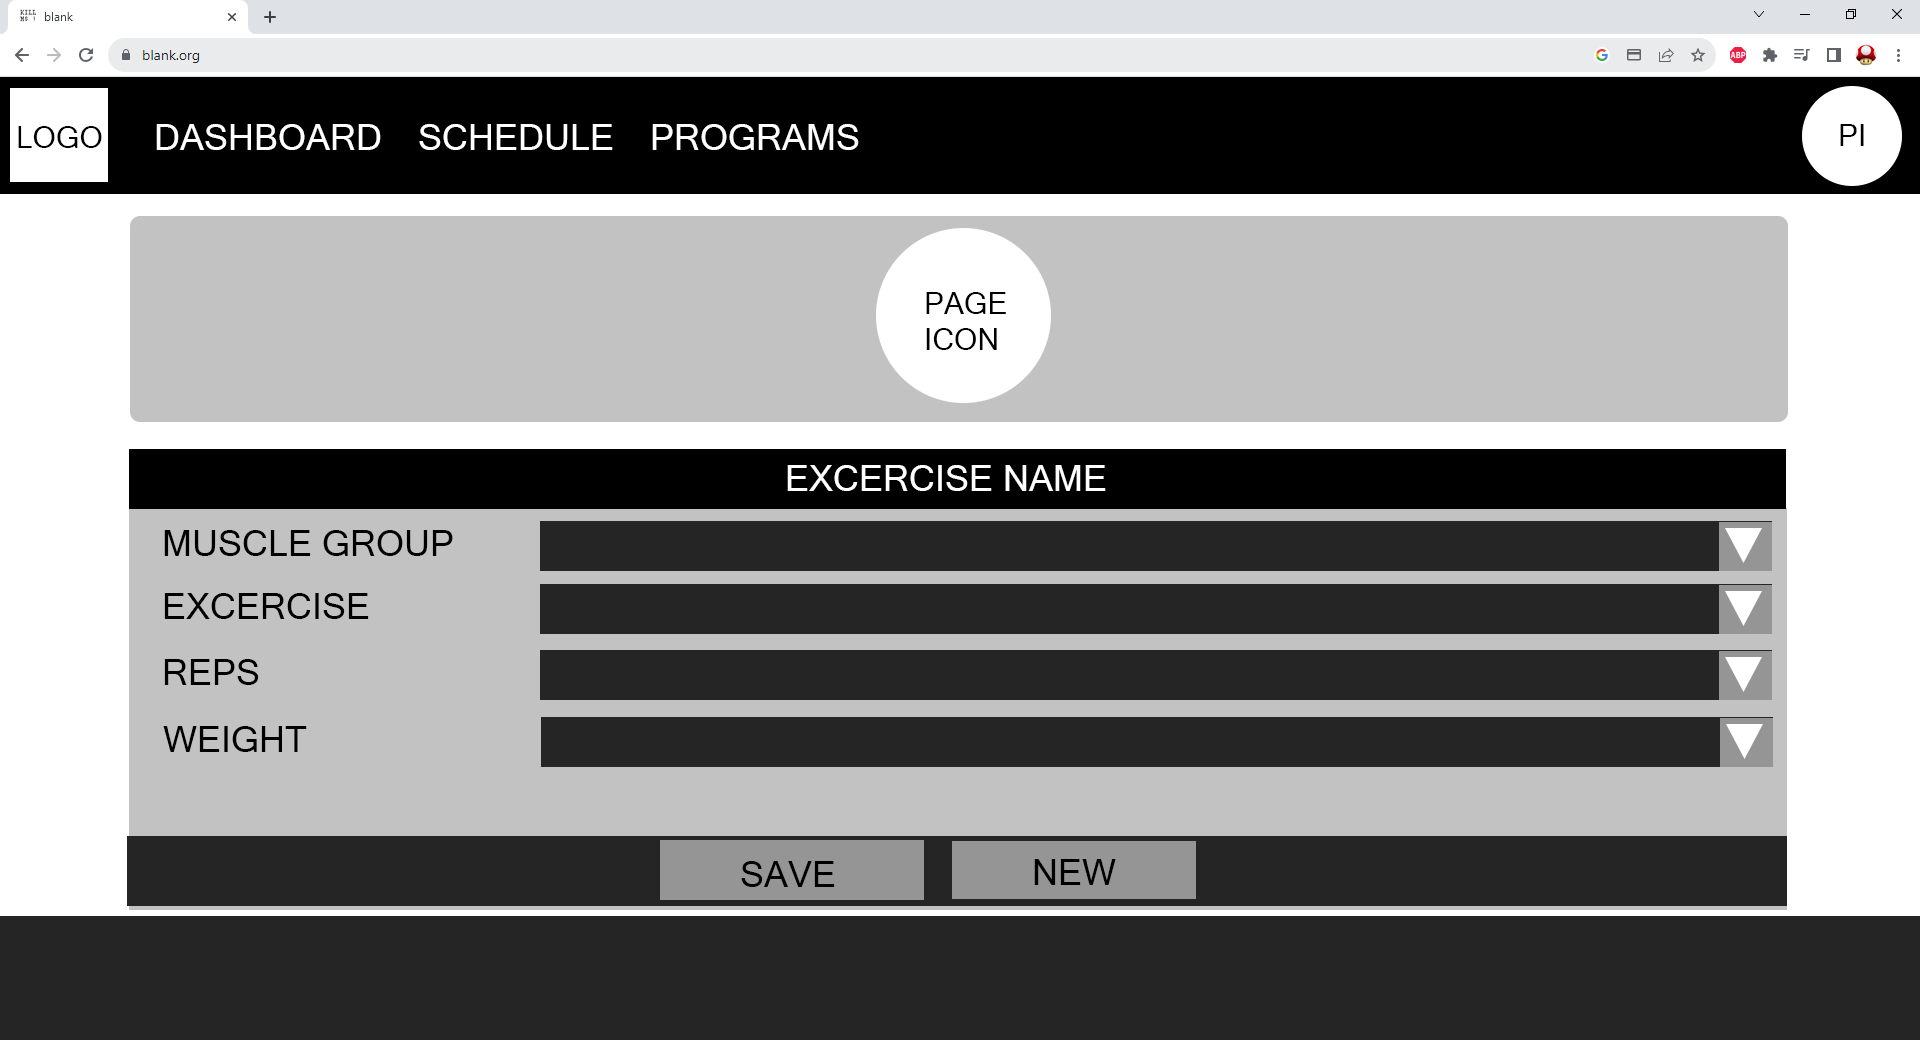 blank
blank.org
ABP
LOGO
DASHBOARD SCHEDULE PROGRAMS
PI
PAGE
ICON
EXCERCISE NAME
MUSCLE GROUP
EXCERCISE
REPS
WEIGHT
SAVE
NEW